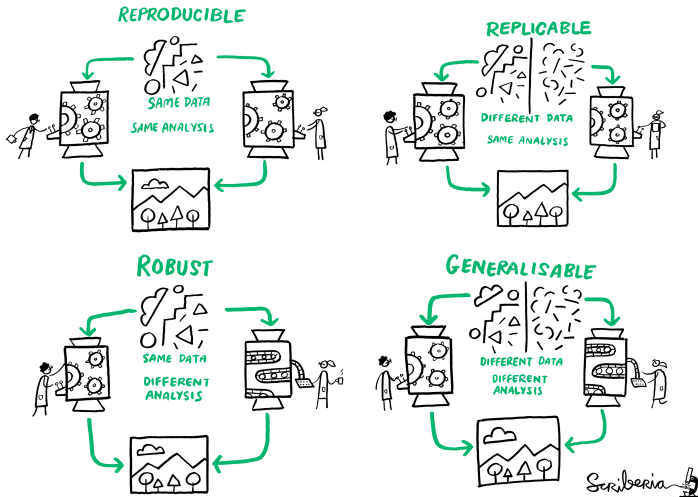 REPRODUCIBLE
SAME DATA
SAME ANALYSIS
REPLICABLE
DIFFERENT DATA
SAME ANALYSIS
ROBUST
SAME DATA
DIFFERENT
ANALYSIS
GENERALISABLE
DIFFERENT DATA
DIFFERENT
ANALYSIS
Scriberia